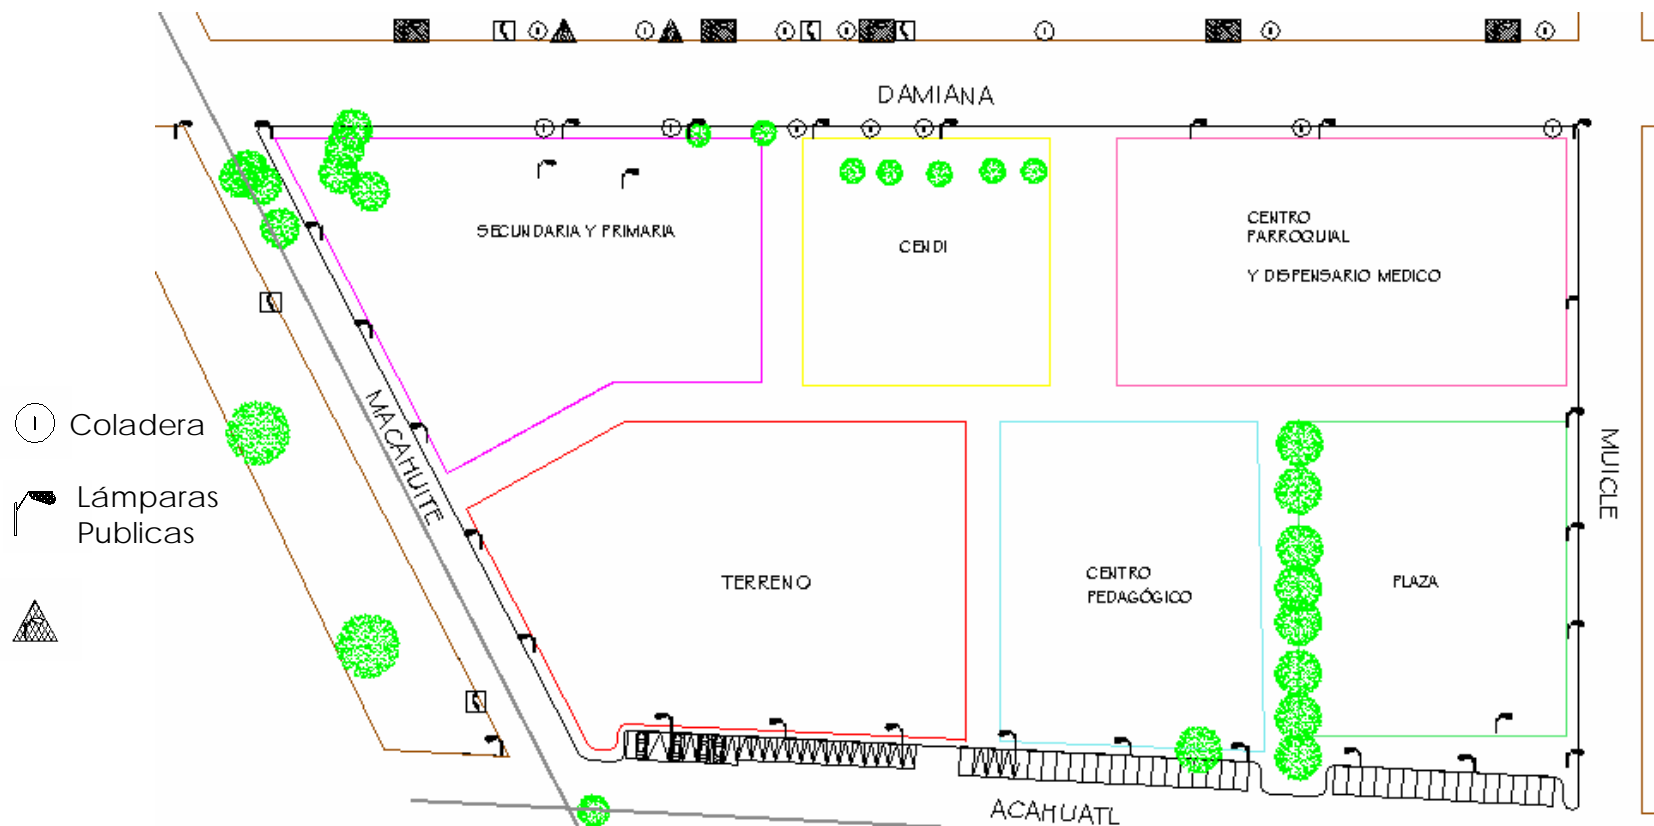 DAMIANA
SECUNDARIA Y PRIMARIA
CENDI
CENTRO
PARROQUIAL
Y DISPENSARIO MEDICO
MACAHUITE
Coladera
Lámparas
Publicas
MUICLE
TERRENO
CENTRO
PEDAGÓGICO
PLAZA
ACAHUATL